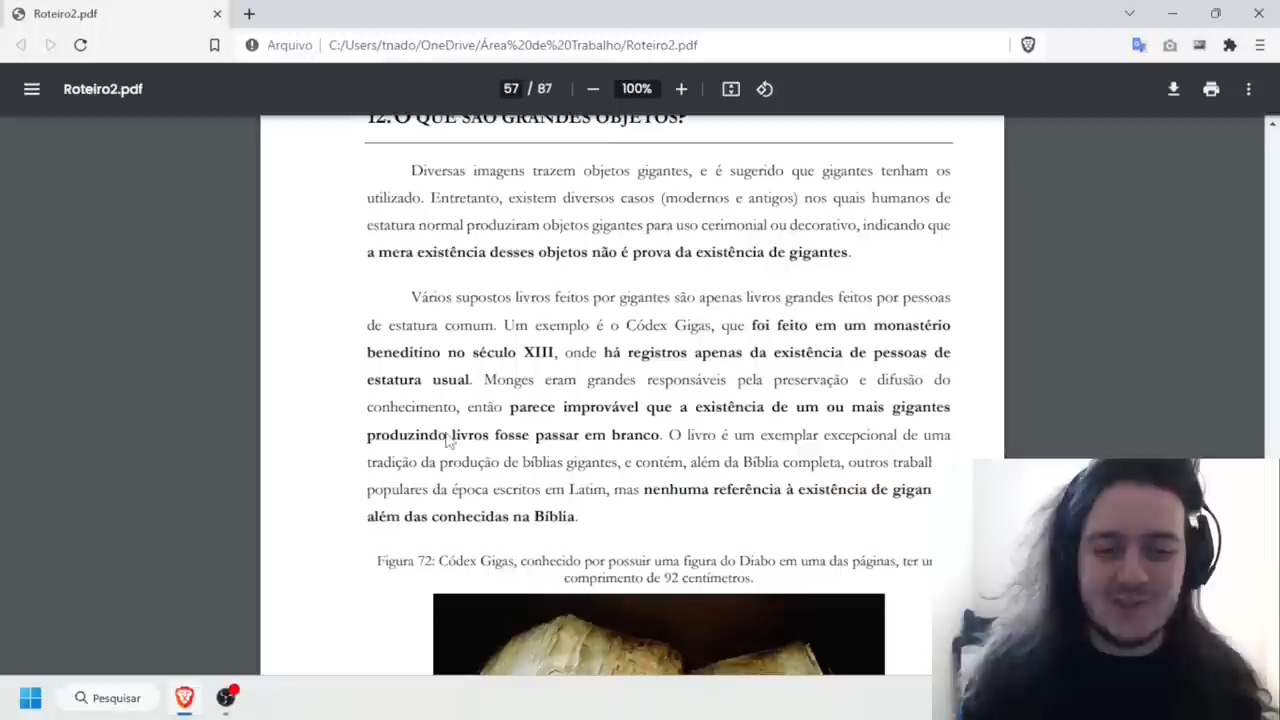 Roteiro2.pdf
Arquivo C:/Users/tnado/OneDrive/Área%20de%20Trabalho/Roteiro2.pdf
Roteiro2.pdf 57 / 87 100%
12. O QUE SÃO GRANDES OBJETOS?
Diversas imagens trazem objetos gigantes, e é sugerido que gigantes tenham os
utilizado. Entretanto, existem diversos casos (modernos e antigos) nos quais humanos de
estatura normal produziram objetos gigantes para uso cerimonial ou decorativo, indicando que
a mera existência desses objetos não é prova da existência de gigantes.
Vários supostos livros feitos por gigantes são apenas livros grandes feitos por pessoas
de estatura comum. Um exemplo é o Códex Gigas, que foi feito em um monastério
beneditino no século XIII, onde há registros apenas da existência de pessoas de
estatura usual. Monges eram grandes responsáveis pela preservação e difusão do
conhecimento, então parece improvável que a existência de um ou mais gigantes
produzindo livros fosse passar em branco. O livro é um exemplar excepcional de uma
tradição da produção de bíblias gigantes, e contém, além da Bíblia completa, outros trabalh
populares da época escritos em Latim, mas nenhuma referência à existência de gigan
além das conhecidas na Bíblia.
Figura 72: Códex Gigas, conhecido por possuir uma figura do Diabo em uma das páginas, ter u
comprimento de 92 centímetros.
Pesquisar